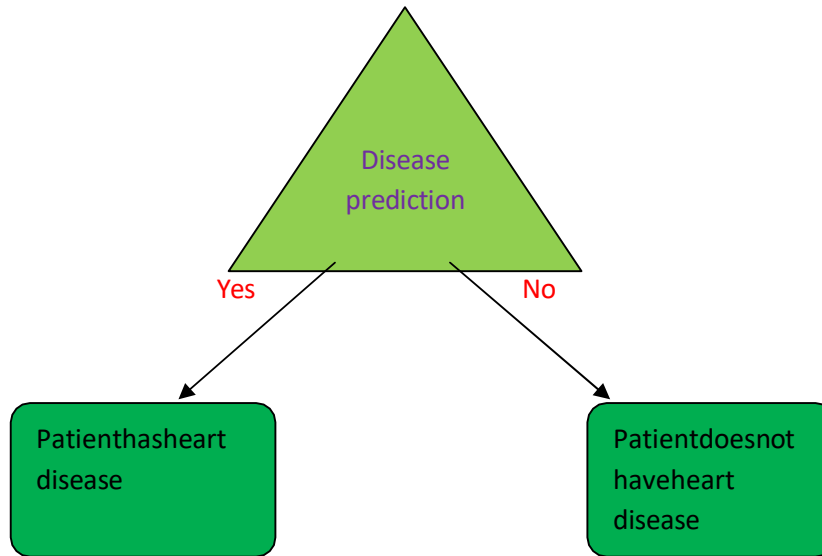 Disease
prediction
Yes
No
Patienthasheart
disease
Patientdoesnot
haveheart
disease